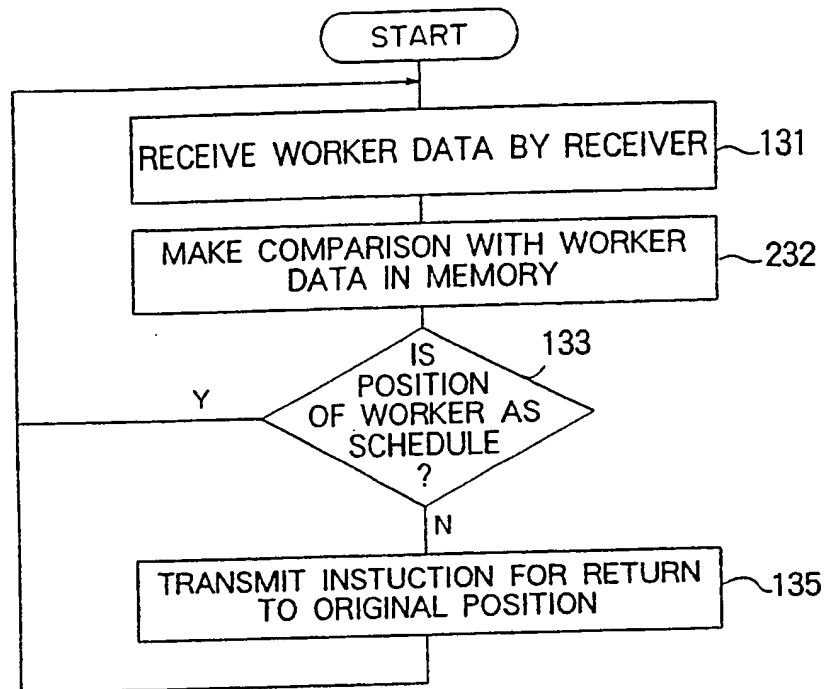 START
RECEIVE WORKER DATA BY RECEIVER
131
MAKE COMPARISON WITH WORKER
DATA IN MEMORY
232
IS
POSITION
OF WORKER AS
SCHEDULE
?
133
Y
N
TRANSMIT INSTUCTION FOR RETURN
TO ORIGINAL POSITION
135